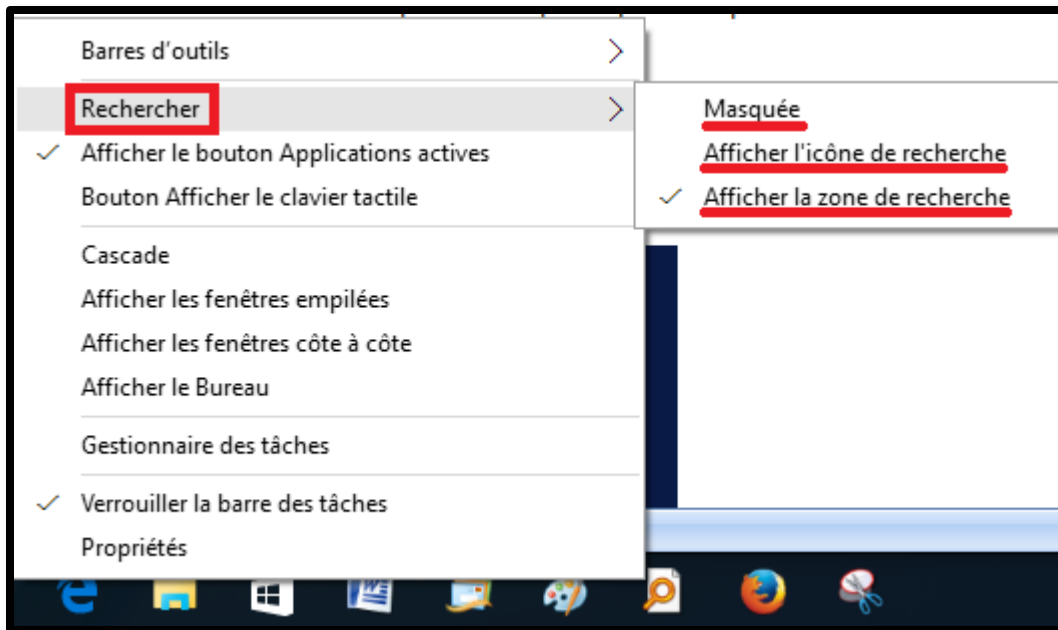 Barres d'outils
Rechercher
Masquée
Afficher le bouton Applications actives
Afficher l'icône de recherche
Bouton Afficher le clavier tactile
Afficher la zone de recherche
Cascade
Afficher les fenêtres empilées
Afficher les fenêtres côte à côte
Afficher le Bureau
Gestionnaire des tâches
Verrouiller la barre des tâches
Propriétés